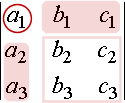 a₁ b₁ c₁
a₂ b₂ c₂
a₃ b₃ c₃